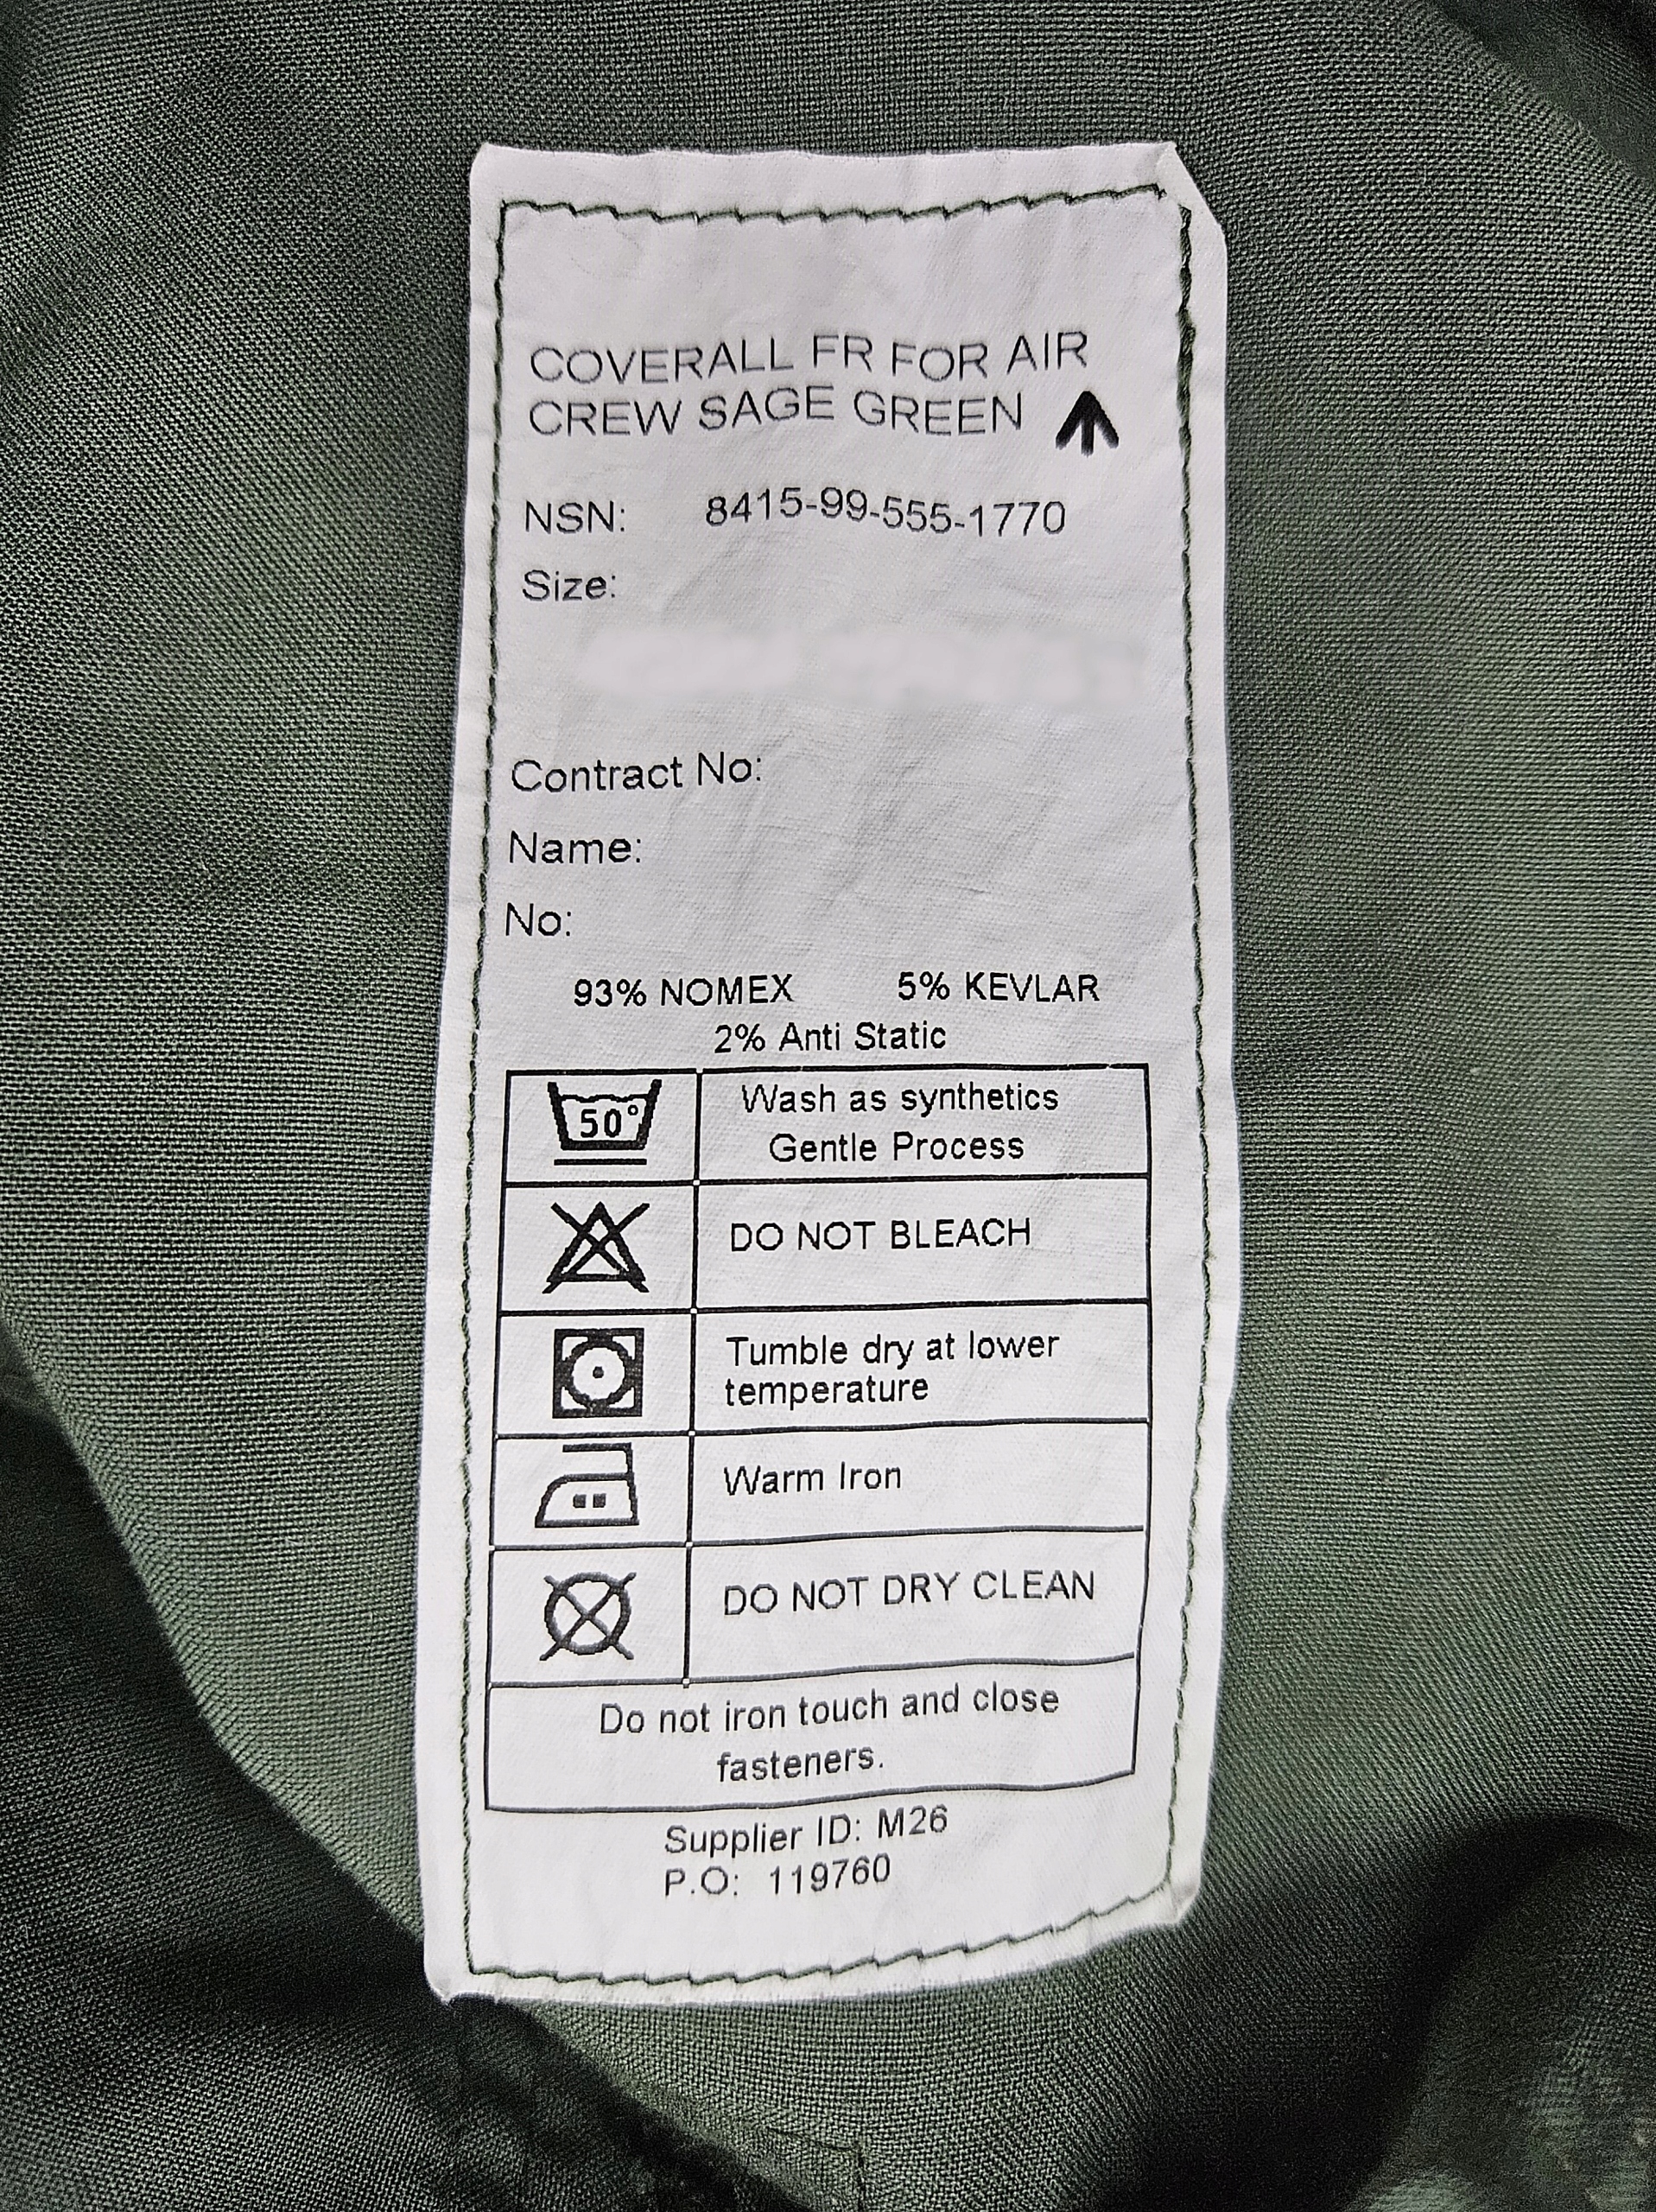 COVERALL FR FOR AIR
CREW SAGE GREEN
NSN: 8415-99-555-1770
Size:
Contract No:
Name:
No:
93% NOMEX 5% KEVLAR
2% Anti Static
50° Wash as synthetics
Gentle Process
DO NOT BLEACH
Tumble dry at lower
temperature
Warm Iron
DO NOT DRY CLEAN
Do not iron touch and close
fasteners.
Supplier ID: M26
P.O: 119760